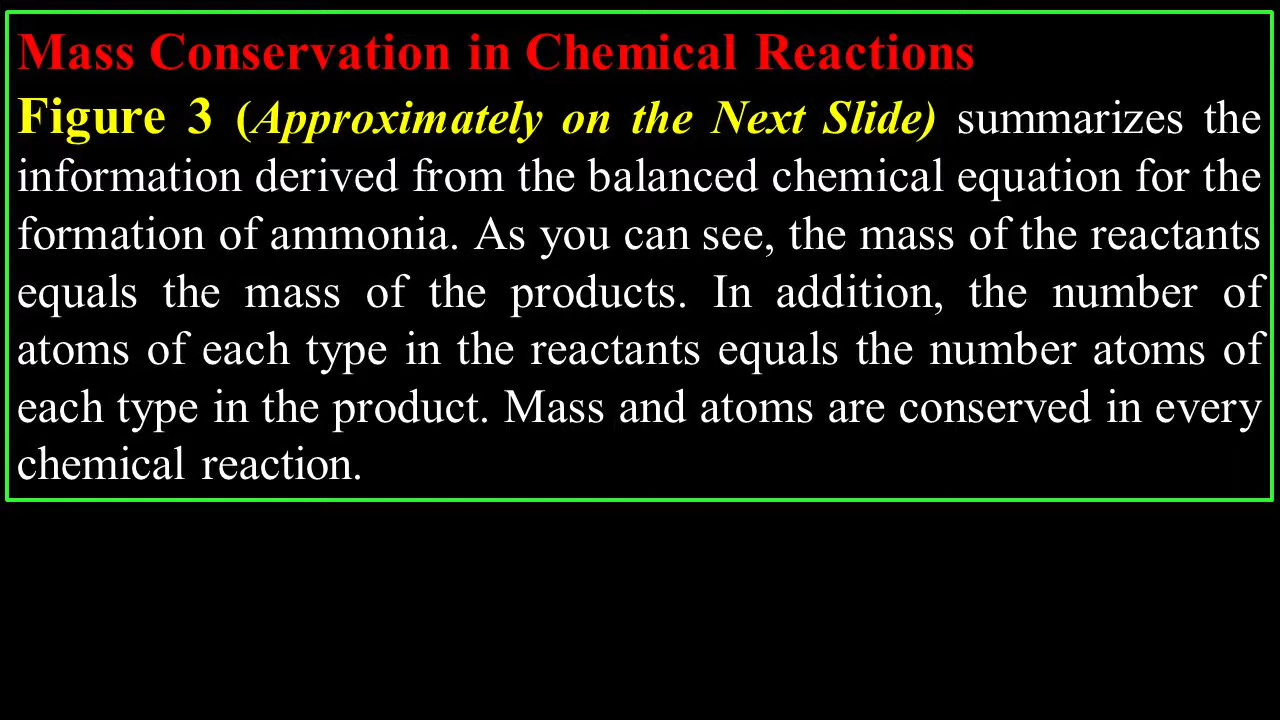 Mass Conservation in Chemical Reactions
Figure 3 (Approximately on the Next Slide) summarizes the
information derived from the balanced chemical equation for the
formation of ammonia. As you can see, the mass of the reactants
equals the mass of the products. In addition, the number of
atoms of each type in the reactants equals the number atoms of
each type in the product. Mass and atoms are conserved in every
chemical reaction.